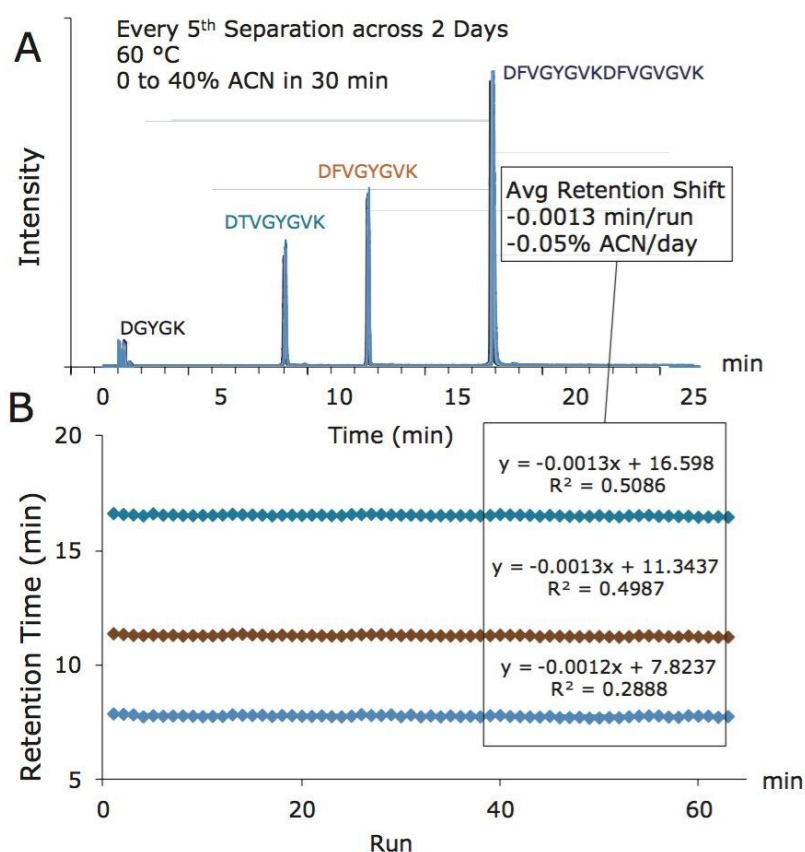 A
Every 5th Separation across 2 Days
60 °C
0 to 40% ACN in 30 min
DFVGYGVKDFVGVGVK
DFVGYGVK
DTVGYGVK
DGYGK
Avg Retention Shift
-0.0013 min/run
-0.05% ACN/day
Intensity
min
0 5 10 15 20 25
Time (min)
B
20
15
10
5
Retention Time (min)
y = -0.0013x + 16.598
R² = 0.5086
y = -0.0013x + 11.3437
R² = 0.4987
y = -0.0012x + 7.8237
R² = 0.2888
min
0 20 40 60
Run